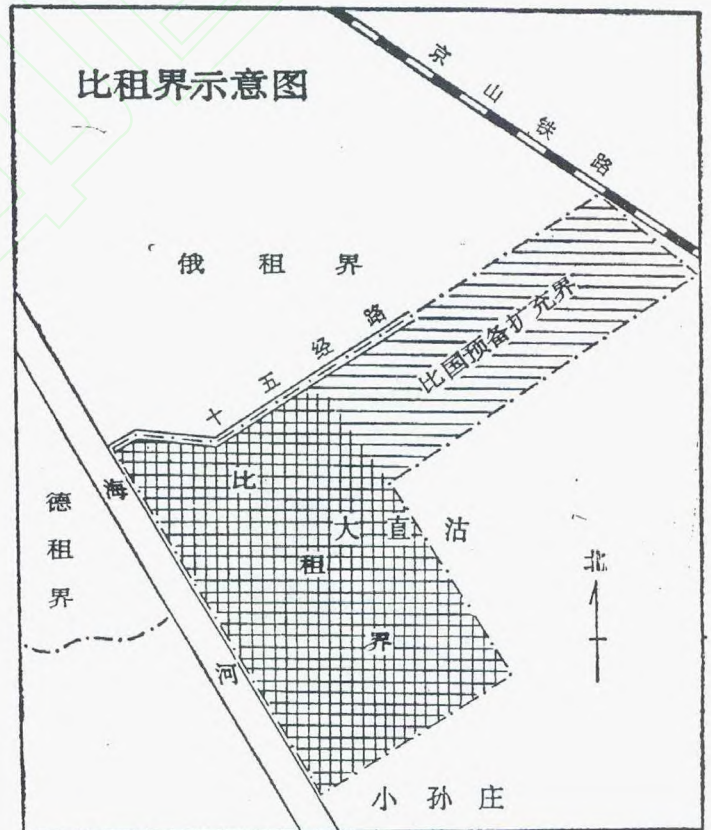 比租界示意图
京山铁路
俄租界
十五经路
比国预备扩充界
海河
德租界
比租界
大直沽
北
小孙庄